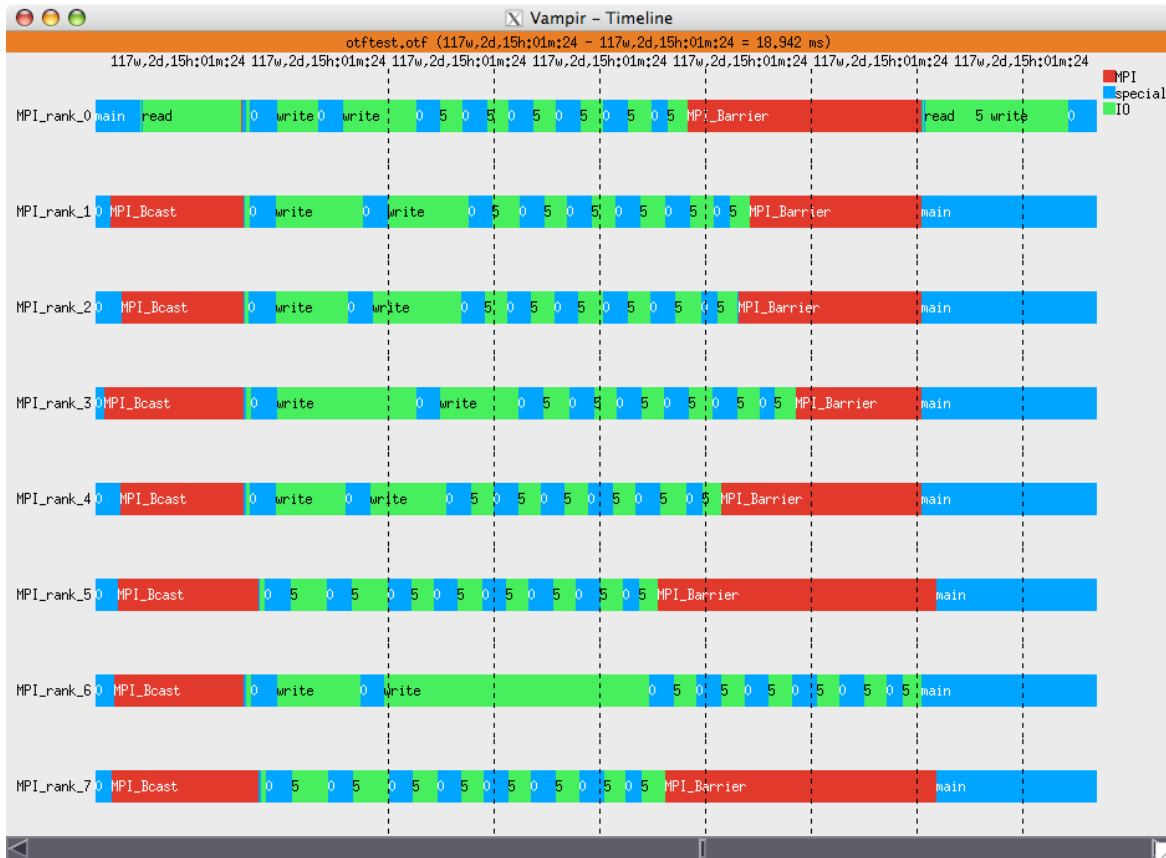 X Vampir - Timeline
otftest.otf (117w,2d,15h:01m:24 - 117w,2d,15h:01m:24 = 18.942 ms)
117w,2d,15h:01m:24 117w,2d,15h:01m:24 117w,2d,15h:01m:24 117w,2d,15h:01m:24 117w,2d,15h:01m:24 117w,2d,15h:01m:24 117w,2d,15h:01m:24
MPI
special
IO
MPI_rank_0 main read 0 write 0 write 0 5 0 5 0 5 0 5 0 5 0 5 MPI_Barrier read 5 write 0
MPI_rank_1 0 MPI_Bcast 0 write 0 write 0 5 0 5 0 5 0 5 0 5 0 5 MPI_Barrier main
MPI_rank_2 0 MPI_Bcast 0 write 0 write 0 5 0 5 0 5 0 5 0 5 0 5 MPI_Barrier main
MPI_rank_3 0 MPI_Bcast 0 write 0 write 0 5 0 5 0 5 0 5 0 5 0 5 MPI_Barrier main
MPI_rank_4 0 MPI_Bcast 0 write 0 write 0 5 0 5 0 5 0 5 0 5 0 5 MPI_Barrier main
MPI_rank_5 0 MPI_Bcast 0 5 0 5 0 5 0 5 0 5 0 5 0 5 0 5 MPI_Barrier main
MPI_rank_6 0 MPI_Bcast 0 write 0 write 0 5 0 5 0 5 0 5 0 5 0 5 main
MPI_rank_7 0 MPI_Bcast 0 5 0 5 0 5 0 5 0 5 0 5 0 5 0 5 MPI_Barrier main